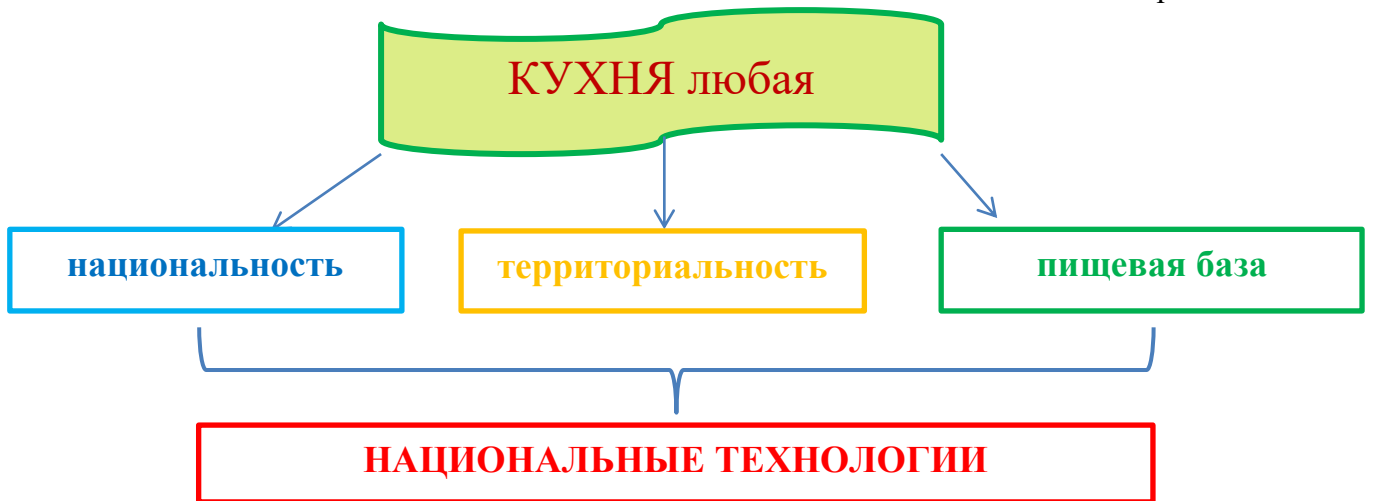 КУХНЯ любая
национальность
территориальность
пищевая база
НАЦИОНАЛЬНЫЕ ТЕХНОЛОГИИ